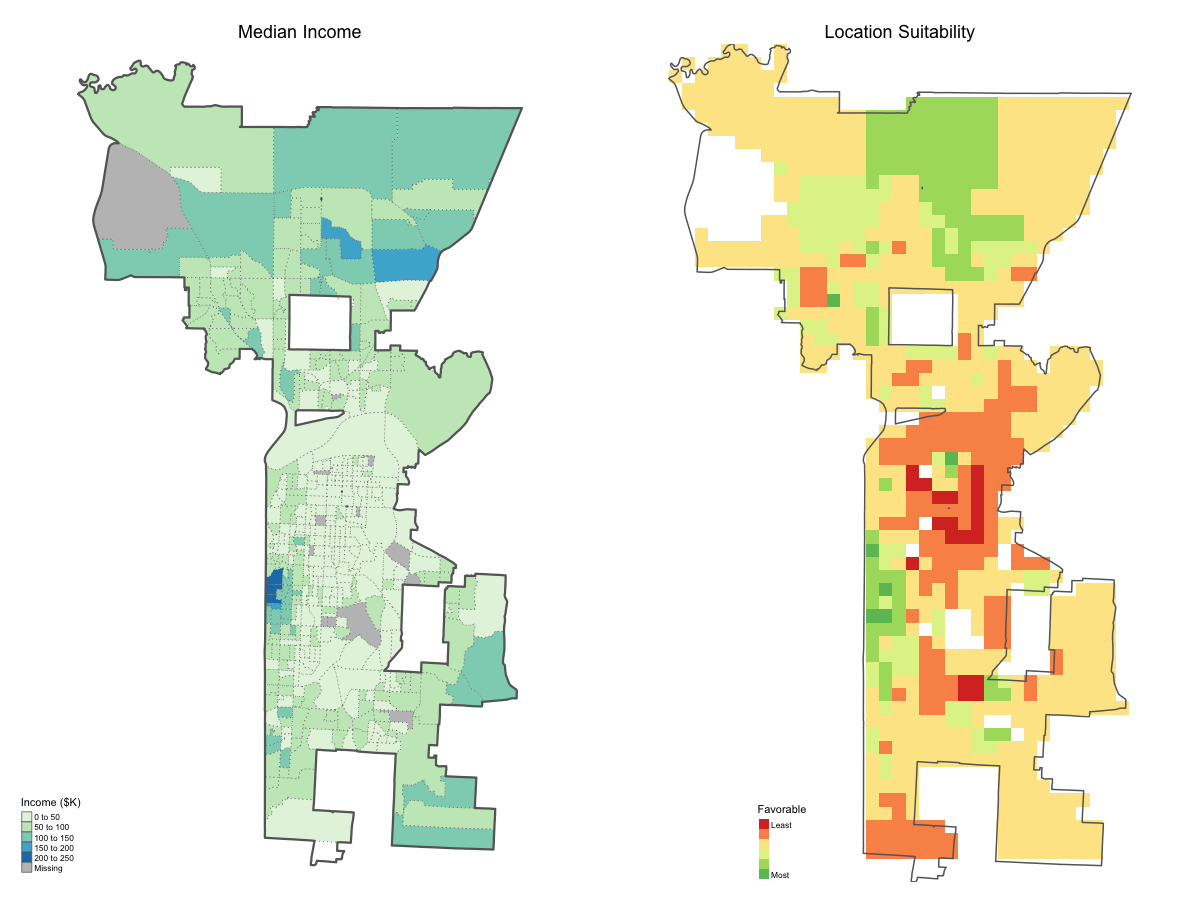 Median Income
Location Suitability
Income ($K)
0 to 50
50 to 100
100 to 150
150 to 200
200 to 250
Missing
Favorable
Least
Most